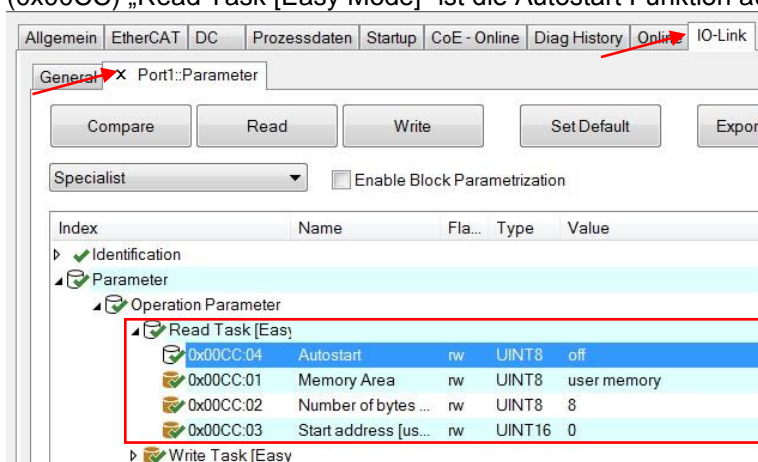 (0x00CC) „Read Task [Easy Mode]“ ist die Autostart Funktion
Allgemein EtherCAT DC Prozessdaten Startup CoE - Online Diag History Online IO-Link
General X Port1::Parameter
Compare Read Write Set Default Expor
Specialist Enable Block Parametrization
Index Name Fla... Type Value
Identification
Parameter
Operation Parameter
Read Task [Easy
0x00CC:04 Autostart rw UINT8 off
0x00CC:01 Memory Area rw UINT8 user memory
0x00CC:02 Number of bytes ... rw UINT8 8
0x00CC:03 Start address [us... rw UINT16 0
Write Task [Easy